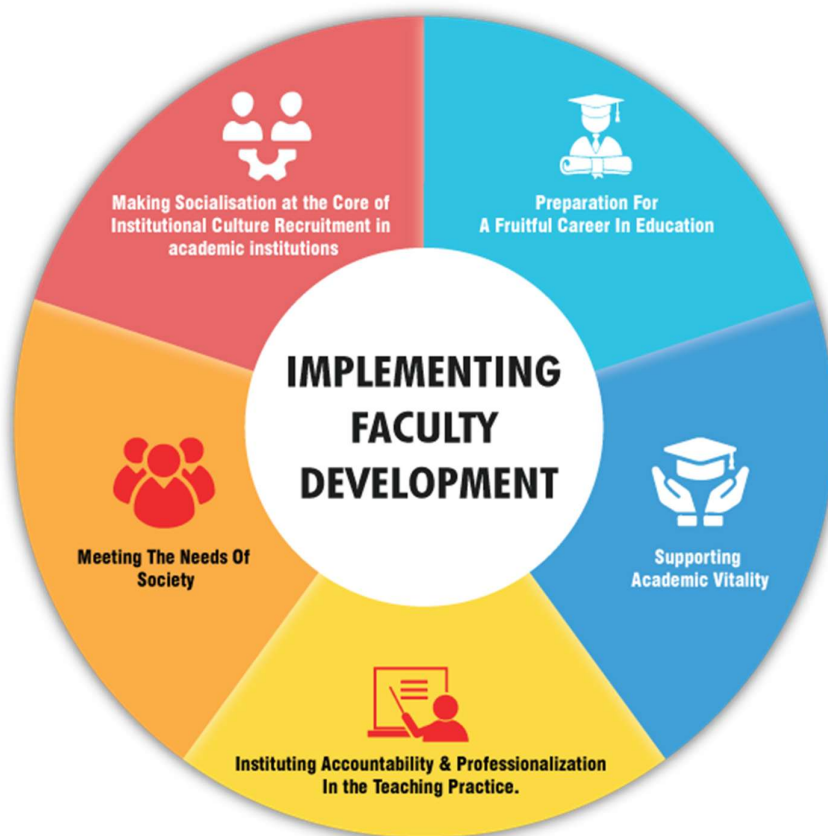 Making Socialisation at the Core of
Institutional Culture Recruitment in
academic institutions
Preparation For
A Fruitful Career In Education
IMPLEMENTING
FACULTY
DEVELOPMENT
Meeting The Needs Of
Society
Supporting
Academic Vitality
Instituting Accountability & Professionalization
In the Teaching Practice.